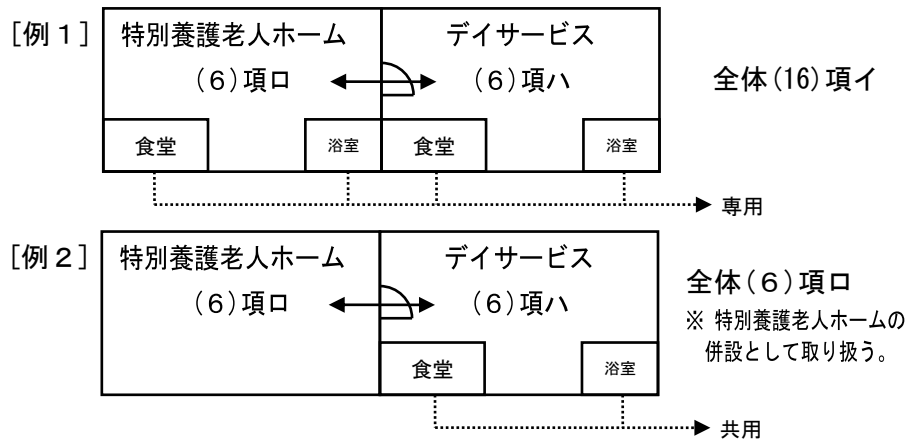 [例1]
特別養護老人ホーム
デイサービス
(6)項ロ
(6)項ハ
全体(16)項イ
食堂
浴室
食堂
浴室
専用
[例2]
特別養護老人ホーム
デイサービス
(6)項ロ
(6)項ハ
全体(6)項ロ
※ 特別養護老人ホームの
併設として取り扱う。
食堂
浴室
共用